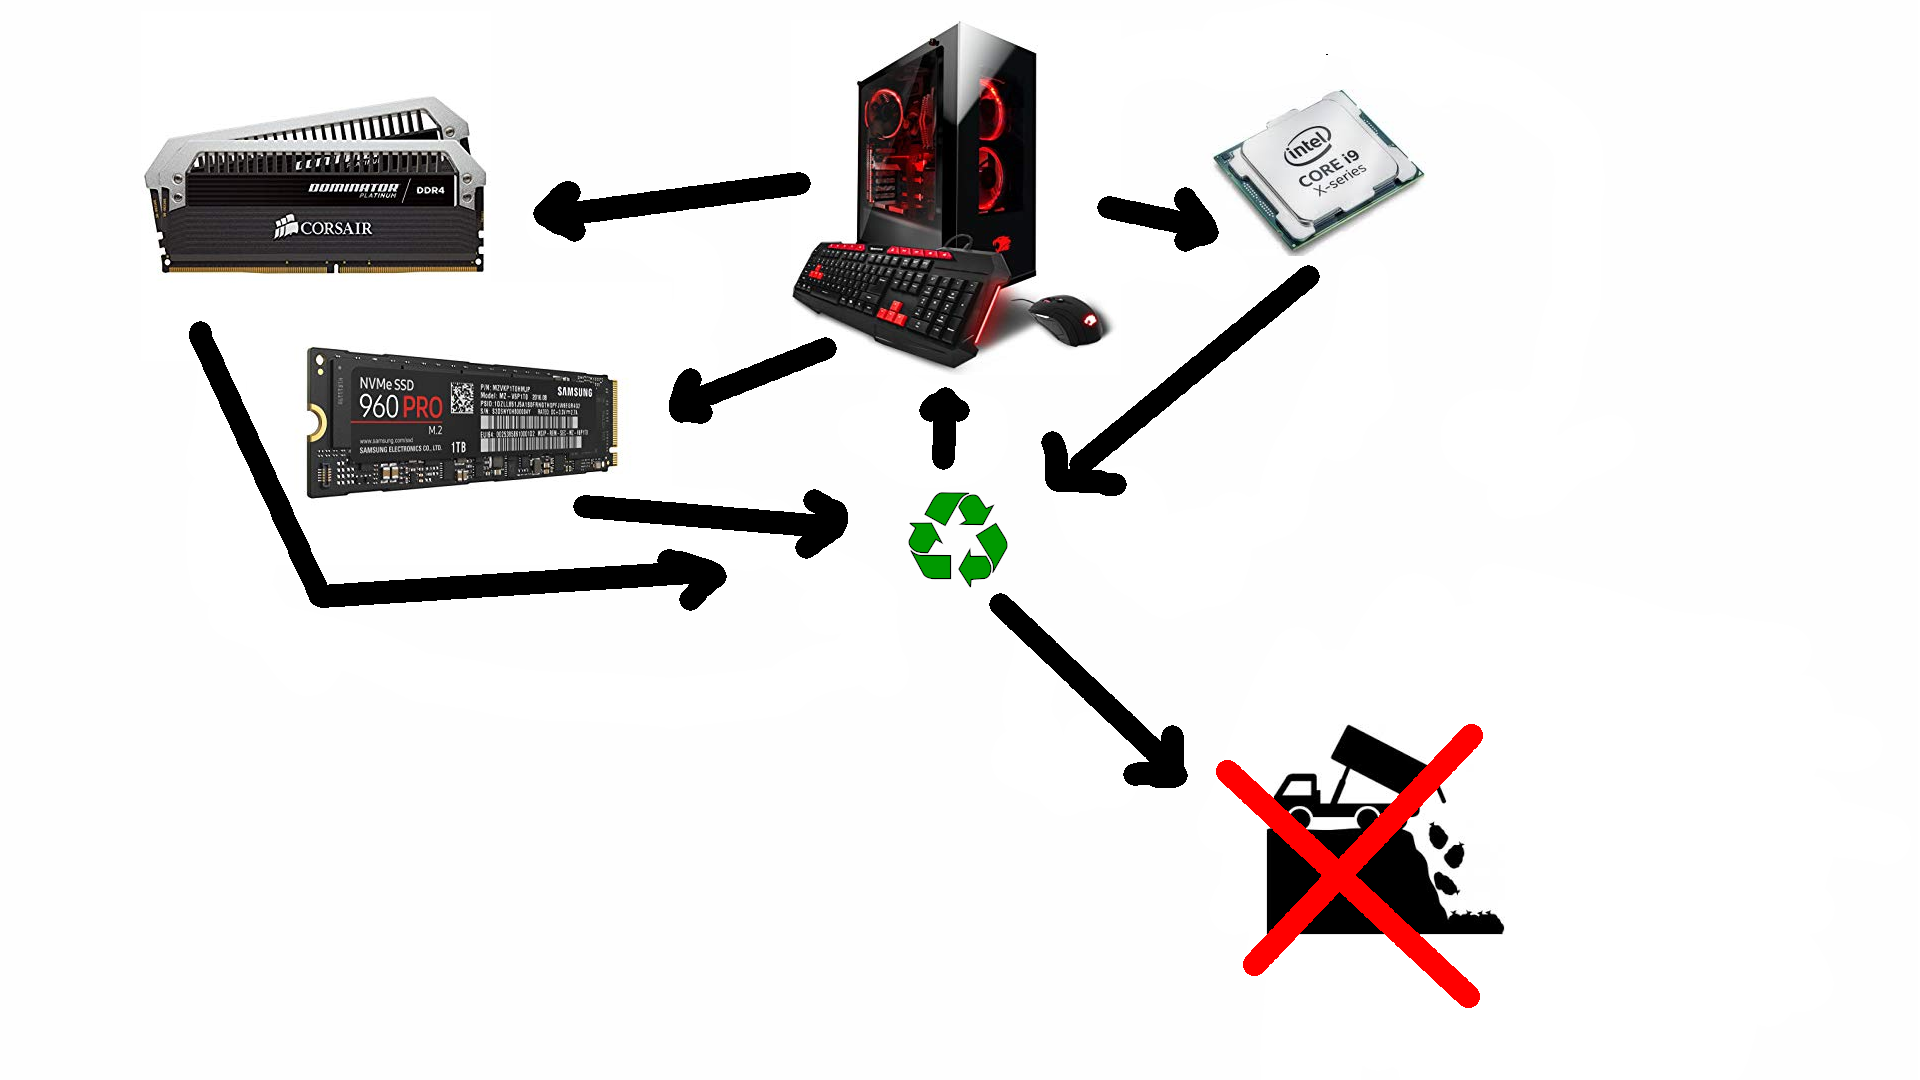 DOMINATOR
PLATINUM
DDR4
CORSAIR
intel
CORE i9
X-series
NVMe SSD
960 PRO
M.2
www.samsung.com/ssd
SAMSUNG ELECTRONICS CO., LTD.
1TB
SAMSUNG